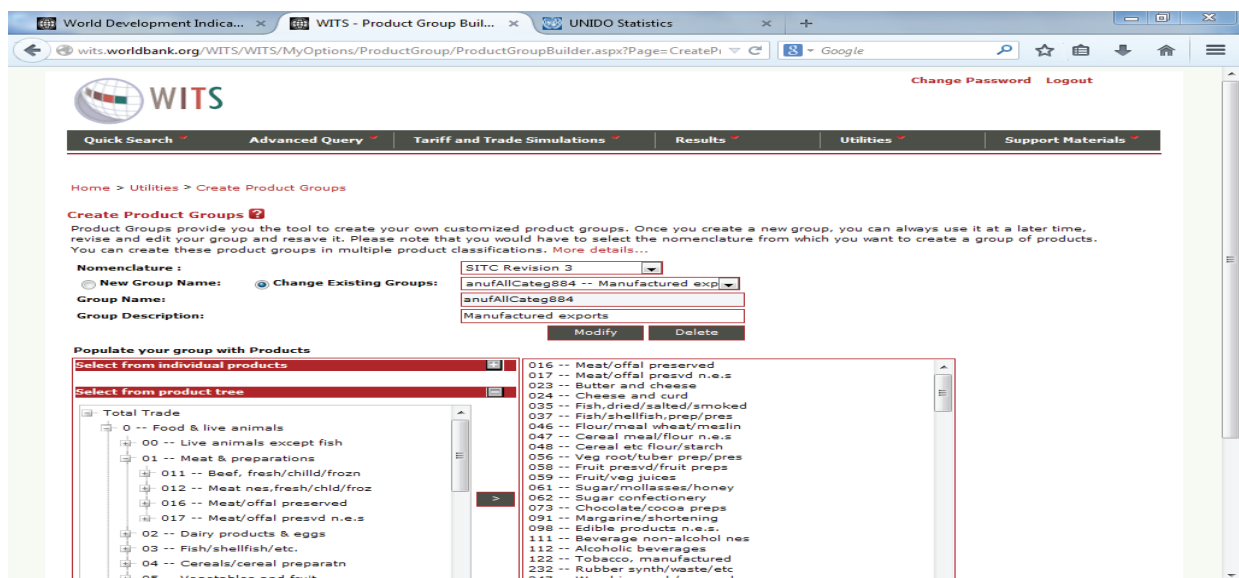 World Development Indica... × WITS - Product Group Buil... × UNIDO Statistics × +
wits.worldbank.org/WITS/WITS/MyOptions/ProductGroup/ProductGroupBuilder.aspx?Page=CreatePr Google
Change Password Logout
WITS
Quick Search Advanced Query Tariff and Trade Simulations Results Utilities Support Materials
Home > Utilities > Create Product Groups
Create Product Groups ?
Product Groups provide you the tool to create your own customized product groups. Once you create a new group, you can always use it at a later time,
revise and edit your group and resave it. Please note that you would have to select the nomenclature from which you want to create a group of products.
You can create these product groups in multiple product classifications. More details...
Nomenclature : SITC Revision 3
New Group Name: Change Existing Groups: anufAllCateg884 -- Manufactured exp
Group Name: anufAllCateg884
Group Description: Manufactured exports
Modify Delete
Populate your group with Products
Select from individual products
Select from product tree
Total Trade
0 -- Food & live animals
00 -- Live animals except fish
01 -- Meat & preparations
011 -- Beef, fresh/chilld/frozn
012 -- Meat nes,fresh/chld/froz
016 -- Meat/offal preserved
017 -- Meat/offal presvd n.e.s
02 -- Dairy products & eggs
03 -- Fish/shellfish/etc.
04 -- Cereals/cereal preparatn
05 -- Vegetables and fruit
>
016 -- Meat/offal preserved
017 -- Meat/offal presvd n.e.s
023 -- Butter and cheese
024 -- Cheese and curd
035 -- Fish,dried/salted/smoked
037 -- Fish/shellfish,prep/pres
046 -- Flour/meal wheat/meslin
047 -- Cereal meal/flour n.e.s
048 -- Cereal etc flour/starch
056 -- Veg root/tuber prep/pres
058 -- Fruit presvd/fruit preps
059 -- Fruit/veg juices
061 -- Sugar/mollasses/honey
062 -- Sugar confectionery
073 -- Chocolate/cocoa preps
091 -- Margarine/shortening
098 -- Edible products n.e.s.
111 -- Beverage non-alcohol nes
112 -- Alcoholic beverages
122 -- Tobacco, manufactured
232 -- Rubber synth/waste/etc